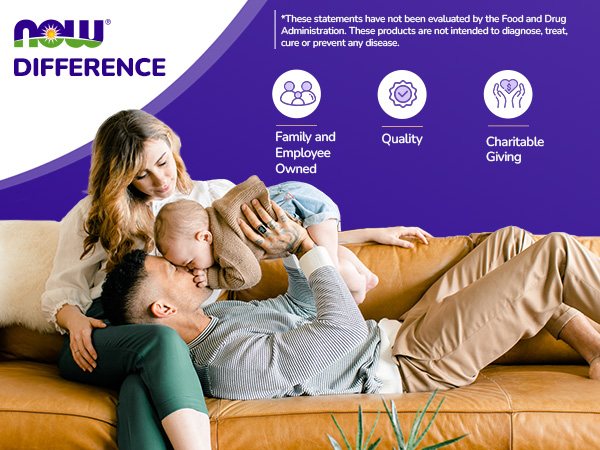 now®
DIFFERENCE
*These statements have not been evaluated by the Food and Drug
Administration. These products are not intended to diagnose, treat,
cure or prevent any disease.
Family and
Employee
Owned
Quality
Charitable
Giving